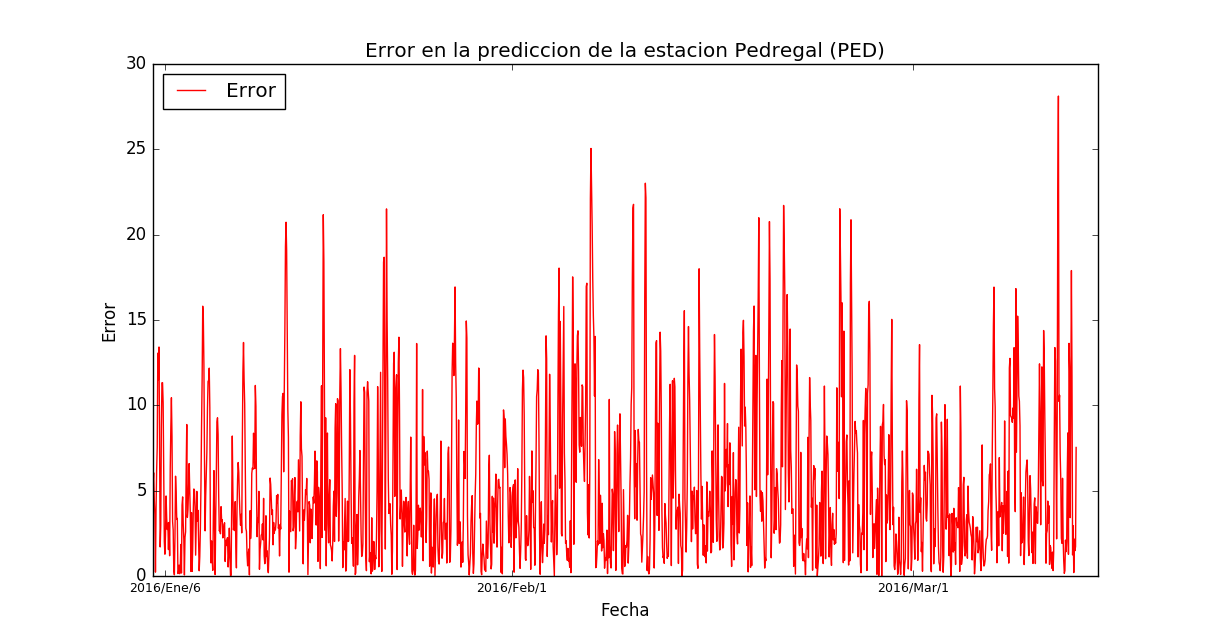 Error en la prediccion de la estacion Pedregal (PED)
Error
30
25
20
15
10
5
0
Error
2016/Ene/6
2016/Feb/1
2016/Mar/1
Fecha